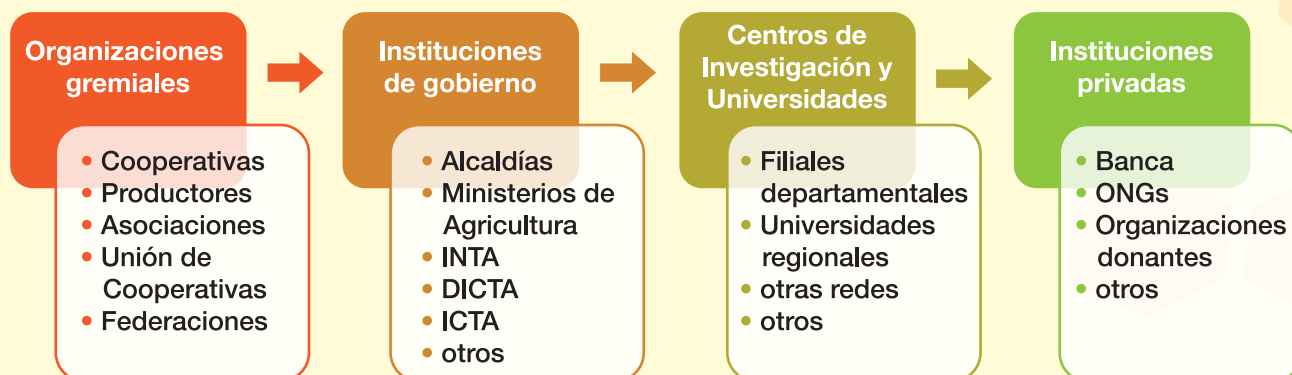 Organizaciones
gremiales
• Cooperativas
• Productores
• Asociaciones
• Unión de
Cooperativas
• Federaciones
Instituciones
de gobierno
• Alcaldías
• Ministerios de
Agricultura
• INTA
• DICTA
• ICTA
• otros
Centros de
Investigación y
Universidades
• Filiales
departamentales
• Universidades
regionales
• otras redes
• otros
Instituciones
privadas
• Banca
• ONGs
• Organizaciones
donantes
• otros